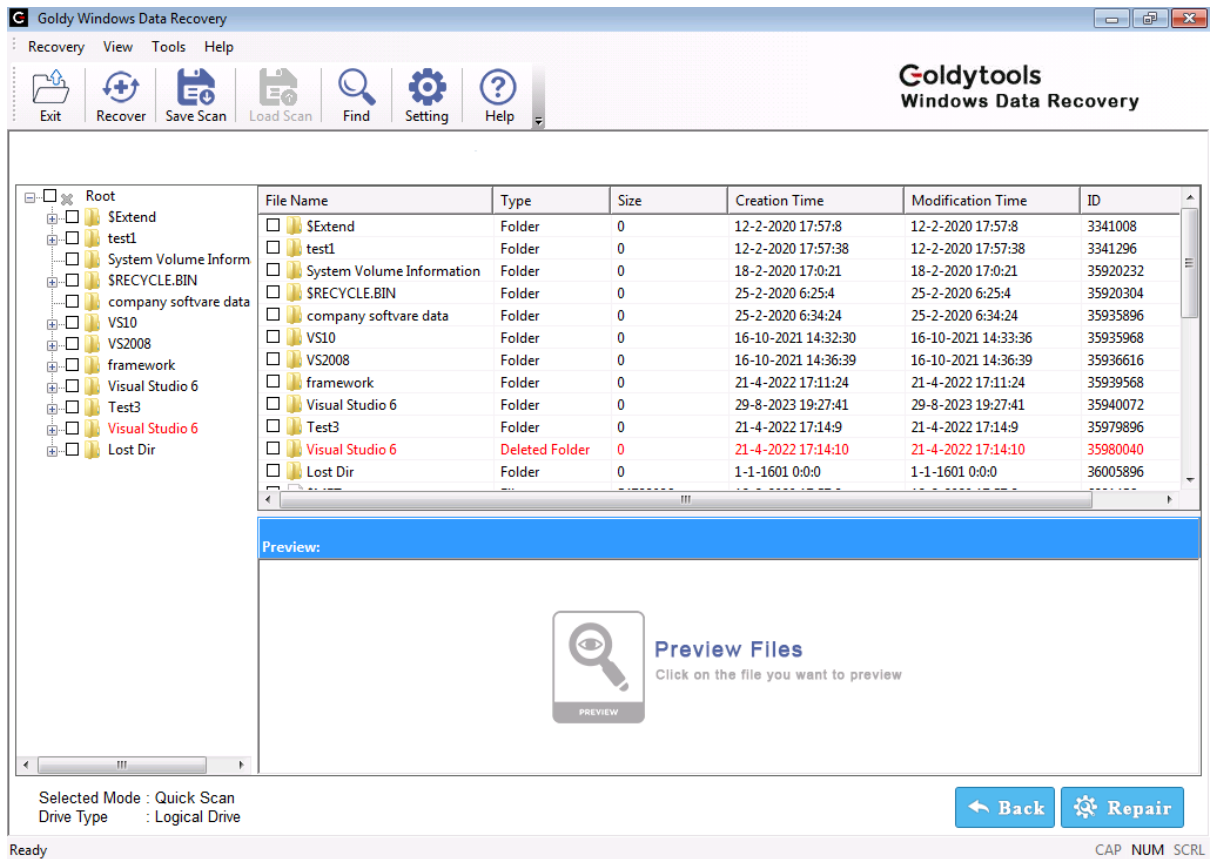 Goldy Windows Data Recovery
Recovery View Tools Help
Exit Recover Save Scan Load Scan Find Setting Help
Goldytools
Windows Data Recovery
Root
$Extend
test1
System Volume Inform
$RECYCLE.BIN
company softvare data
VS10
VS2008
framework
Visual Studio 6
Test3
Visual Studio 6
Lost Dir
File Name Type Size Creation Time Modification Time ID
$Extend Folder 0 12-2-2020 17:57:8 12-2-2020 17:57:8 3341008
test1 Folder 0 12-2-2020 17:57:38 12-2-2020 17:57:38 3341296
System Volume Information Folder 0 18-2-2020 17:0:21 18-2-2020 17:0:21 35920232
$RECYCLE.BIN Folder 0 25-2-2020 6:25:4 25-2-2020 6:25:4 35920304
company softvare data Folder 0 25-2-2020 6:34:24 25-2-2020 6:34:24 35935896
VS10 Folder 0 16-10-2021 14:32:30 16-10-2021 14:33:36 35935968
VS2008 Folder 0 16-10-2021 14:36:39 16-10-2021 14:36:39 35936616
framework Folder 0 21-4-2022 17:11:24 21-4-2022 17:11:24 35939568
Visual Studio 6 Folder 0 29-8-2023 19:27:41 29-8-2023 19:27:41 35940072
Test3 Folder 0 21-4-2022 17:14:9 21-4-2022 17:14:9 35979896
Visual Studio 6 Deleted Folder 0 21-4-2022 17:14:10 21-4-2022 17:14:10 35980040
Lost Dir Folder 0 1-1-1601 0:0:0 1-1-1601 0:0:0 36005896
Preview:
Preview Files
Click on the file you want to preview
PREVIEW
Selected Mode : Quick Scan
Drive Type : Logical Drive
Back Repair
Ready CAP NUM SCRL